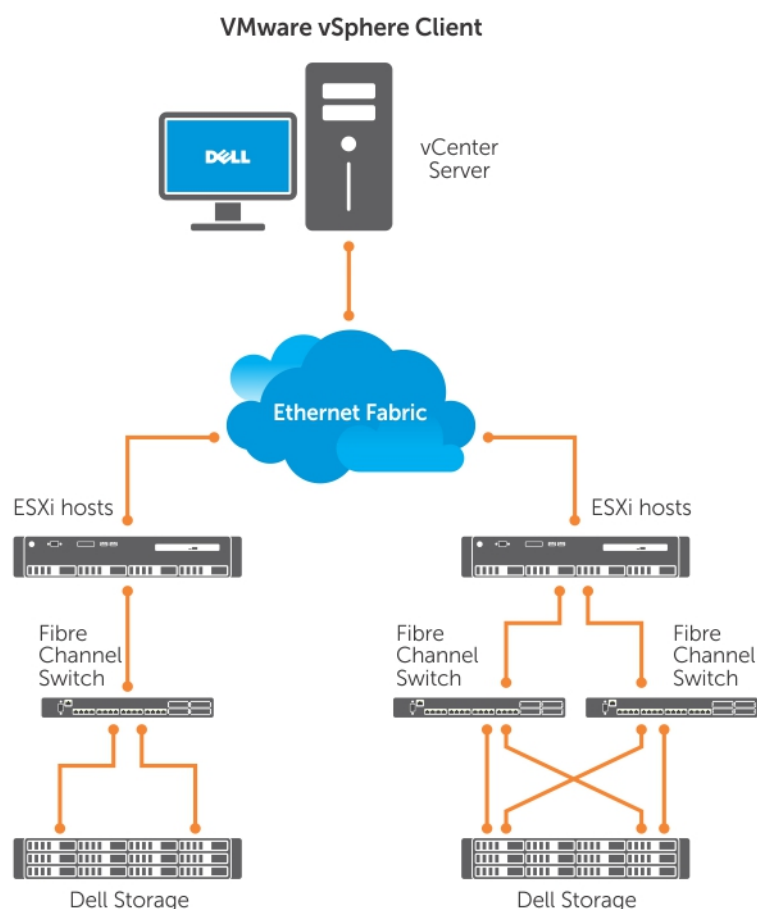 VMware vSphere Client
DELL
vCenter
Server
Ethernet Fabric
ESXi hosts
ESXi hosts
Fibre
Channel
Switch
Fibre
Channel
Switch
Fibre
Channel
Switch
Dell Storage
Dell Storage